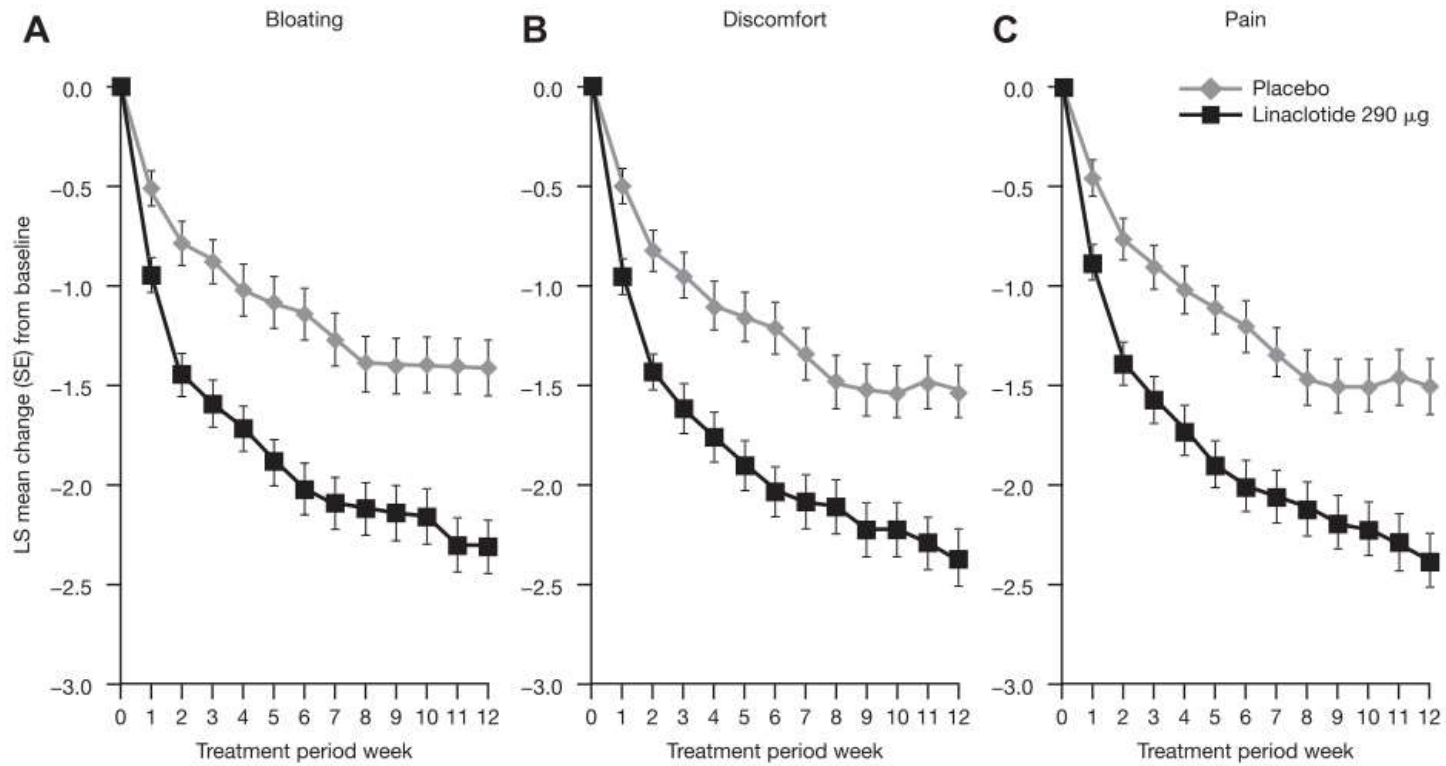 A
Bloating
B
Discomfort
C
Pain
LS mean change (SE) from baseline
0.0
−0.5
−1.0
−1.5
−2.0
−2.5
−3.0
0 1 2 3 4 5 6 7 8 9 10 11 12
Treatment period week
0.0
−0.5
−1.0
−1.5
−2.0
−2.5
−3.0
0 1 2 3 4 5 6 7 8 9 10 11 12
Treatment period week
0.0
−0.5
−1.0
−1.5
−2.0
−2.5
−3.0
0 1 2 3 4 5 6 7 8 9 10 11 12
Treatment period week
Placebo
Linaclotide 290 μg